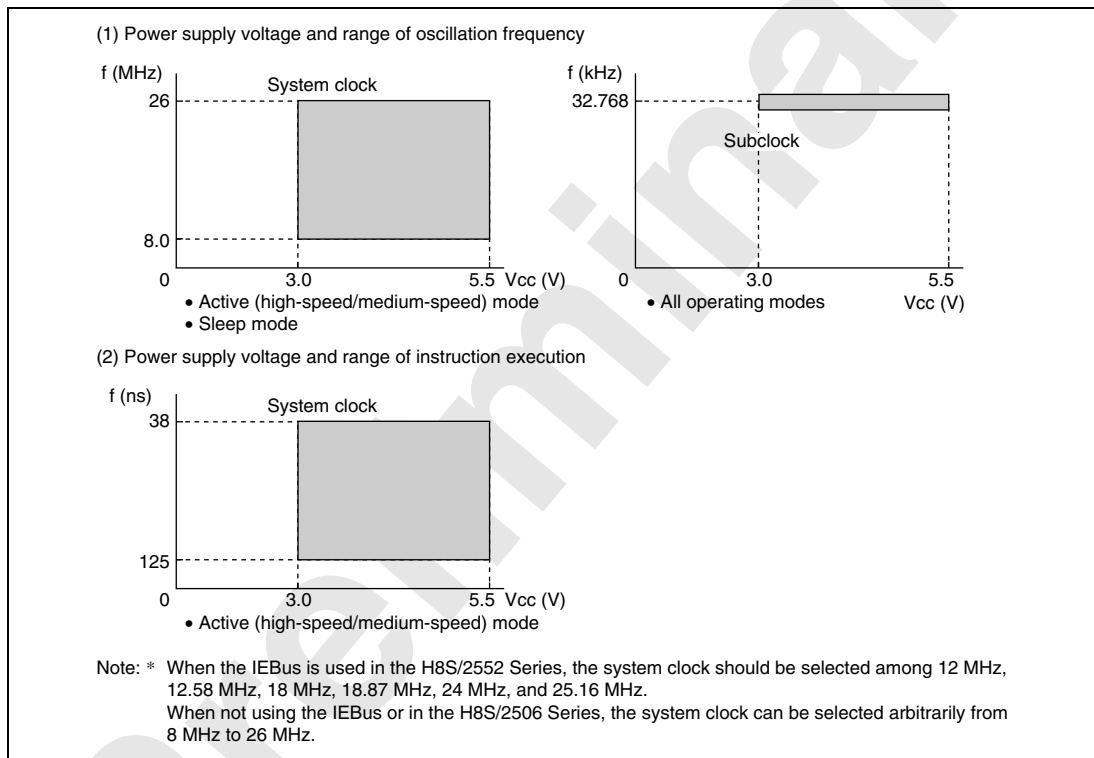 (1) Power supply voltage and range of oscillation frequency
f (MHz)
System clock
26
8.0
0
3.0
5.5 Vcc (V)
• Active (high-speed/medium-speed) mode
• Sleep mode
f (kHz)
32.768
Subclock
0
3.0
5.5
Vcc (V)
• All operating modes
(2) Power supply voltage and range of instruction execution
f (ns)
System clock
38
125
0
3.0
5.5 Vcc (V)
• Active (high-speed/medium-speed) mode
Note: * When the IEBus is used in the H8S/2552 Series, the system clock should be selected among 12 MHz,
12.58 MHz, 18 MHz, 18.87 MHz, 24 MHz, and 25.16 MHz.
When not using the IEBus or in the H8S/2506 Series, the system clock can be selected arbitrarily from
8 MHz to 26 MHz.